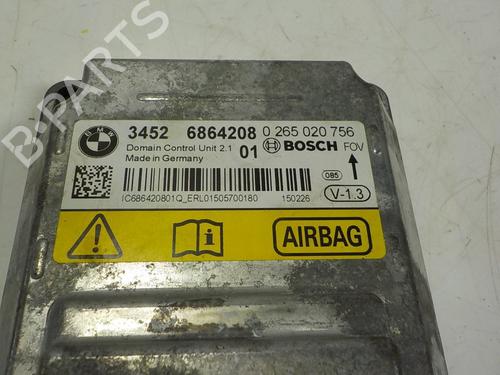 B-PARTS
BMW
3452 6864208 0 265 020 756
Domain Control Unit 2.1 01 BOSCH FOV
Made in Germany
085
IC686420801Q_ERL01505700180 150226 V-1.3
AIRBAG